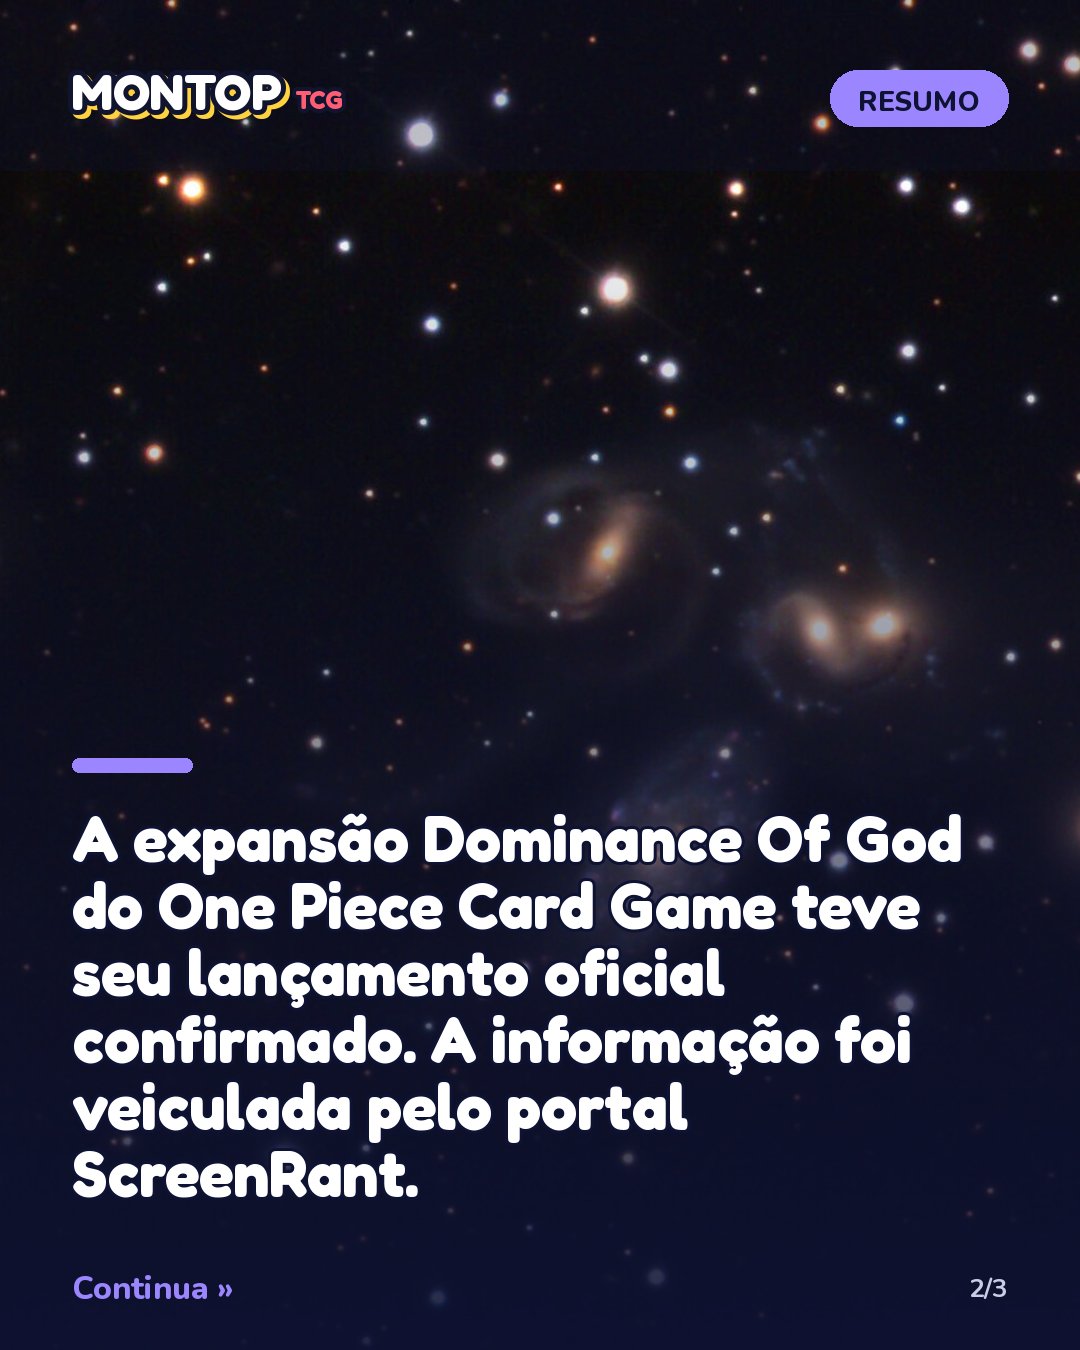 MONTOP TCG
RESUMO
A expansão Dominance Of God
do One Piece Card Game teve
seu lançamento oficial
confirmado. A informação foi
veiculada pelo portal
ScreenRant.
Continua »
2/3